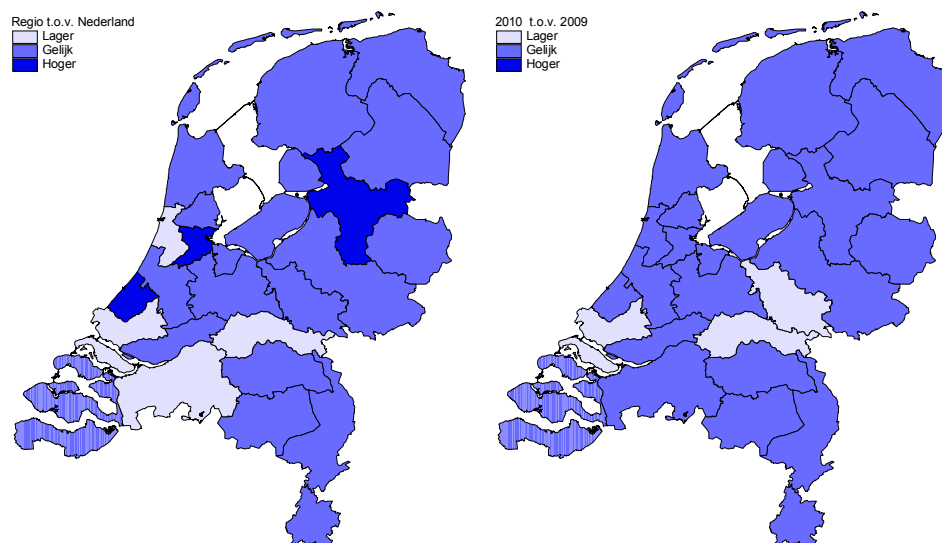 Regio t.o.v. Nederland
Lager
Gelijk
Hoger
2010 t.o.v. 2009
Lager
Gelijk
Hoger